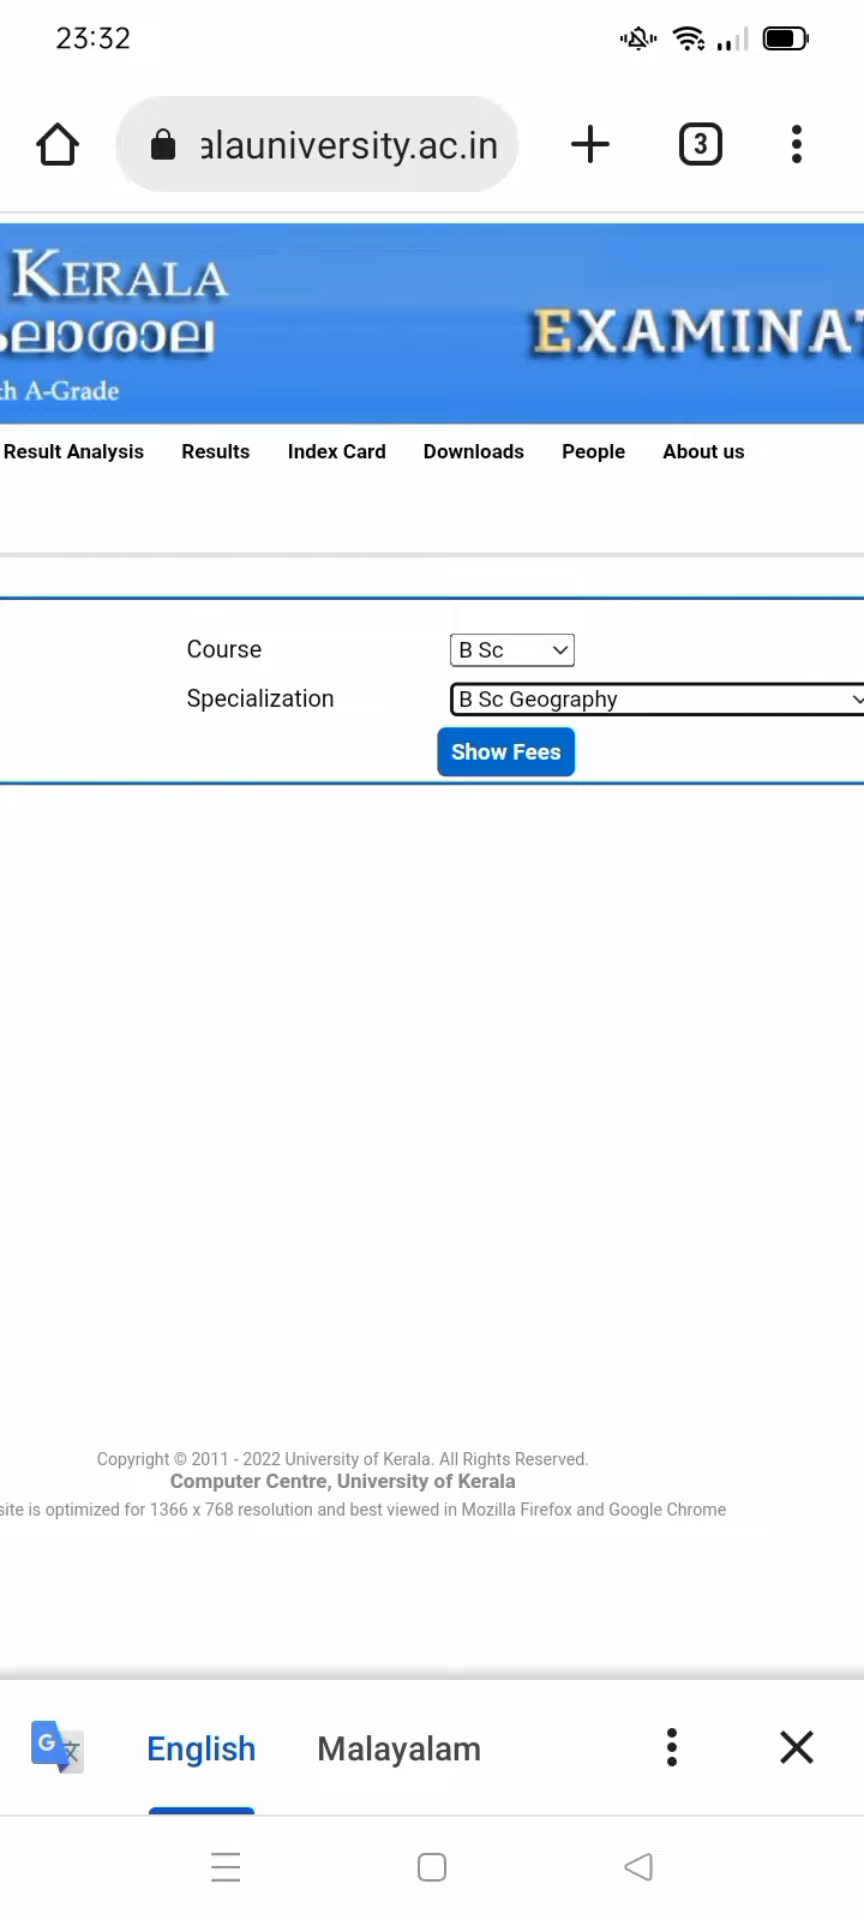 23:32
alauniversity.ac.in
3
KERALA
ലാശാല
EXAMINAT
th A-Grade
Result Analysis Results Index Card Downloads People About us
Course B Sc
Specialization B Sc Geography
Show Fees
Copyright © 2011 - 2022 University of Kerala. All Rights Reserved.
Computer Centre, University of Kerala
site is optimized for 1366 x 768 resolution and best viewed in Mozilla Firefox and Google Chrome
English Malayalam